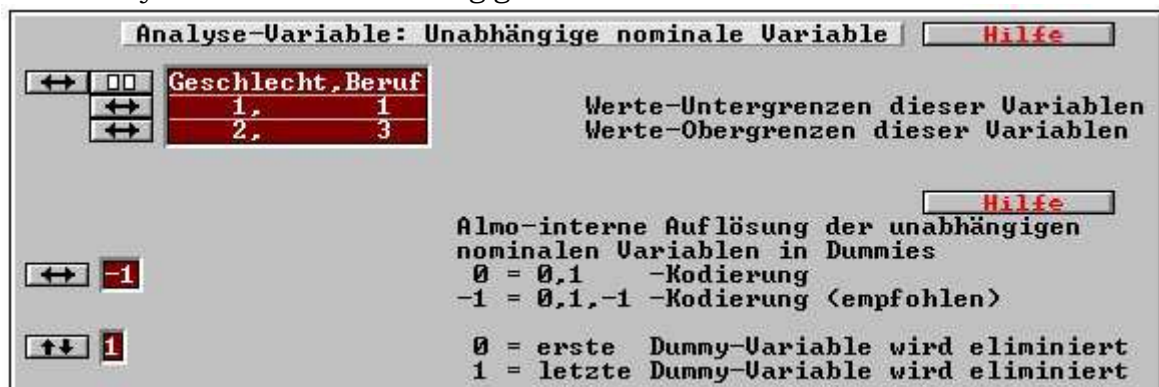 Analyse-Variable: Unabhängige nominale Variable Hilfe
Geschlecht,Beruf
1, 1 Werte-Untergrenzen dieser Variablen
2, 3 Werte-Obergrenzen dieser Variablen
Hilfe
Almo-interne Auflösung der unabhängigen
nominalen Variablen in Dummies
0 = 0,1 -Kodierung
-1 -1 = 0,1,-1 -Kodierung (empfohlen)
1 0 = erste Dummy-Variable wird eliminiert
1 = letzte Dummy-Variable wird eliminiert